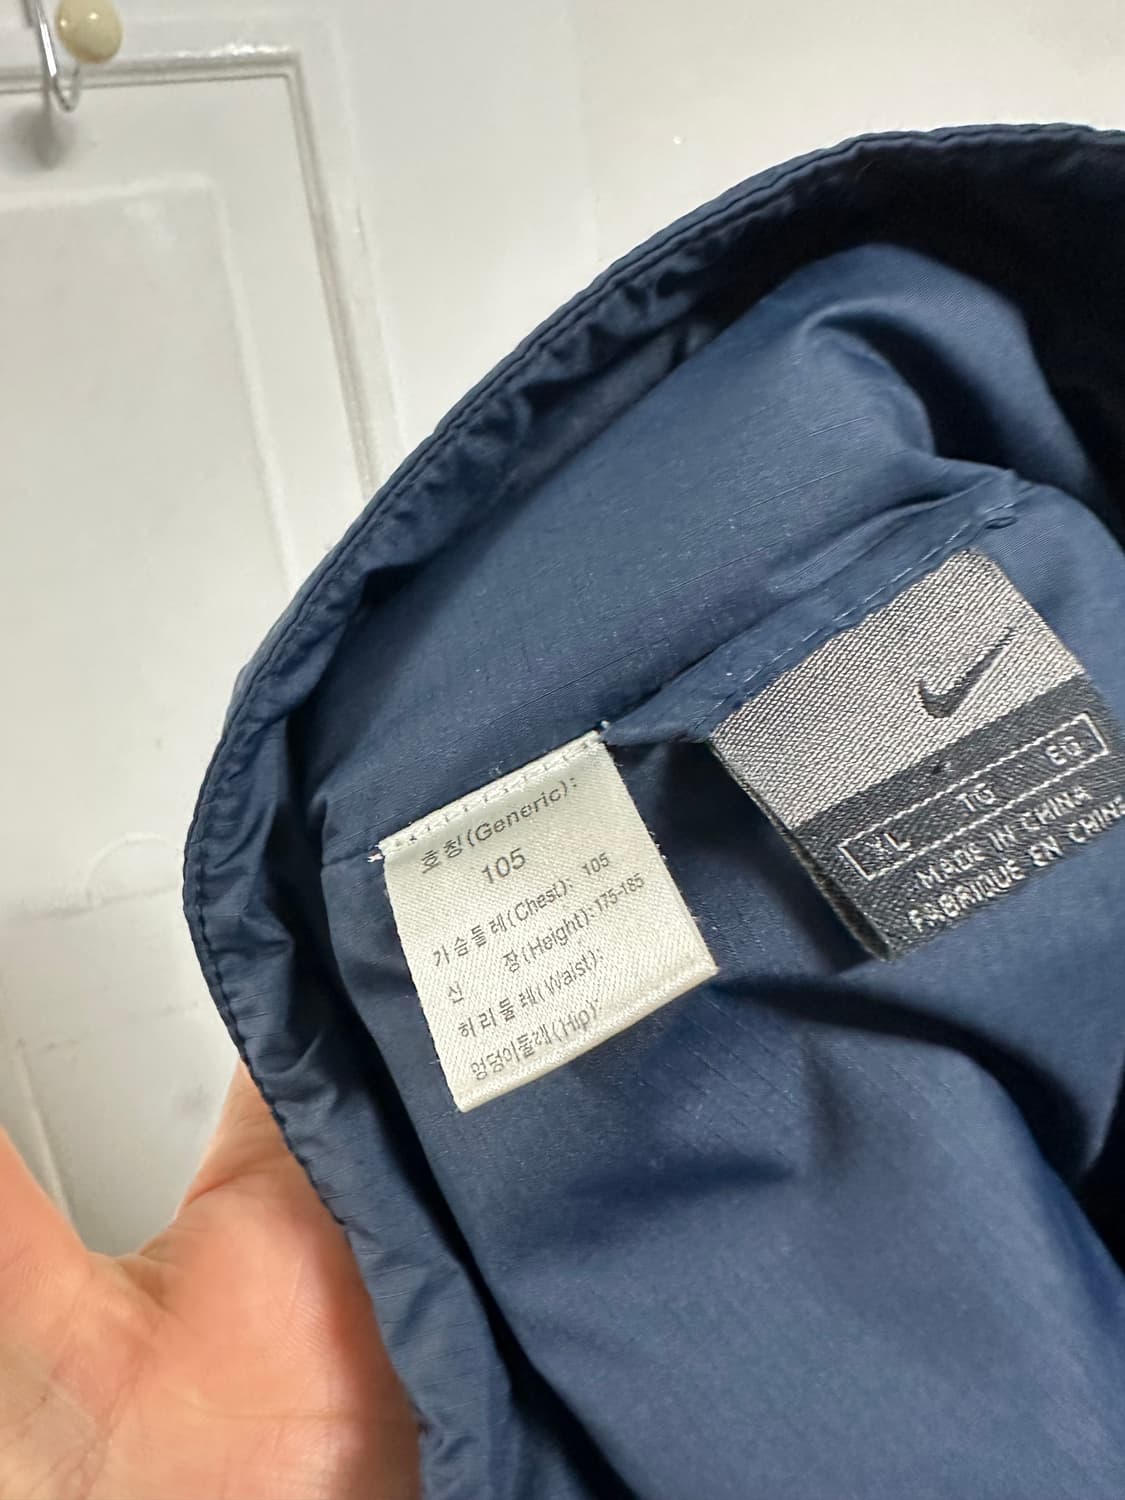 호칭(Generic):
105
가슴둘레(Chest): 105
신 장(Height):175-185
허리둘레(Waist):
엉덩이둘레(Hip):
XL TG EG
MADE IN CHINA
FABRIQUE EN CHINE